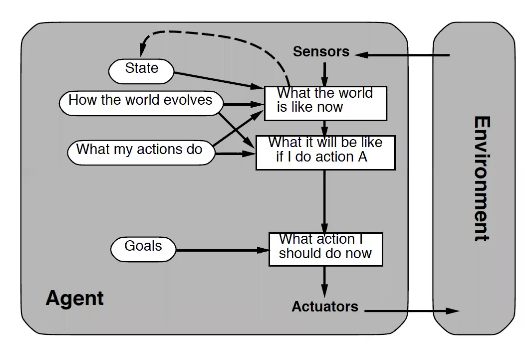 Sensors
State
How the world evolves
What the world
is like now
What my actions do
What it will be like
if I do action A
Goals
What action I
should do now
Agent
Actuators
Environment